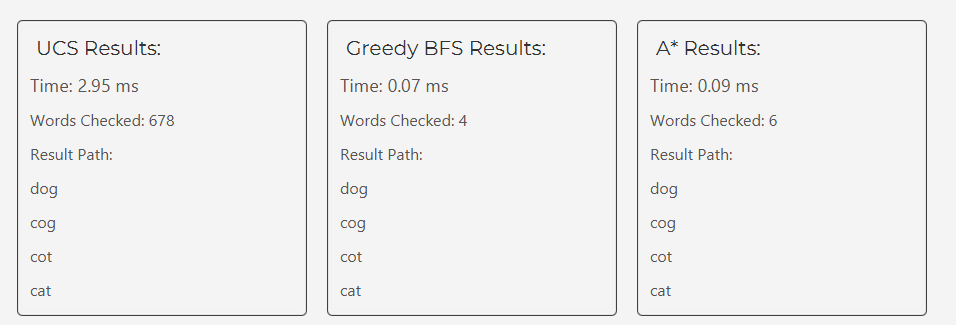 UCS Results:
Time: 2.95 ms
Words Checked: 678
Result Path:
dog
cog
cot
cat
Greedy BFS Results:
Time: 0.07 ms
Words Checked: 4
Result Path:
dog
cog
cot
cat
A* Results:
Time: 0.09 ms
Words Checked: 6
Result Path:
dog
cog
cot
cat